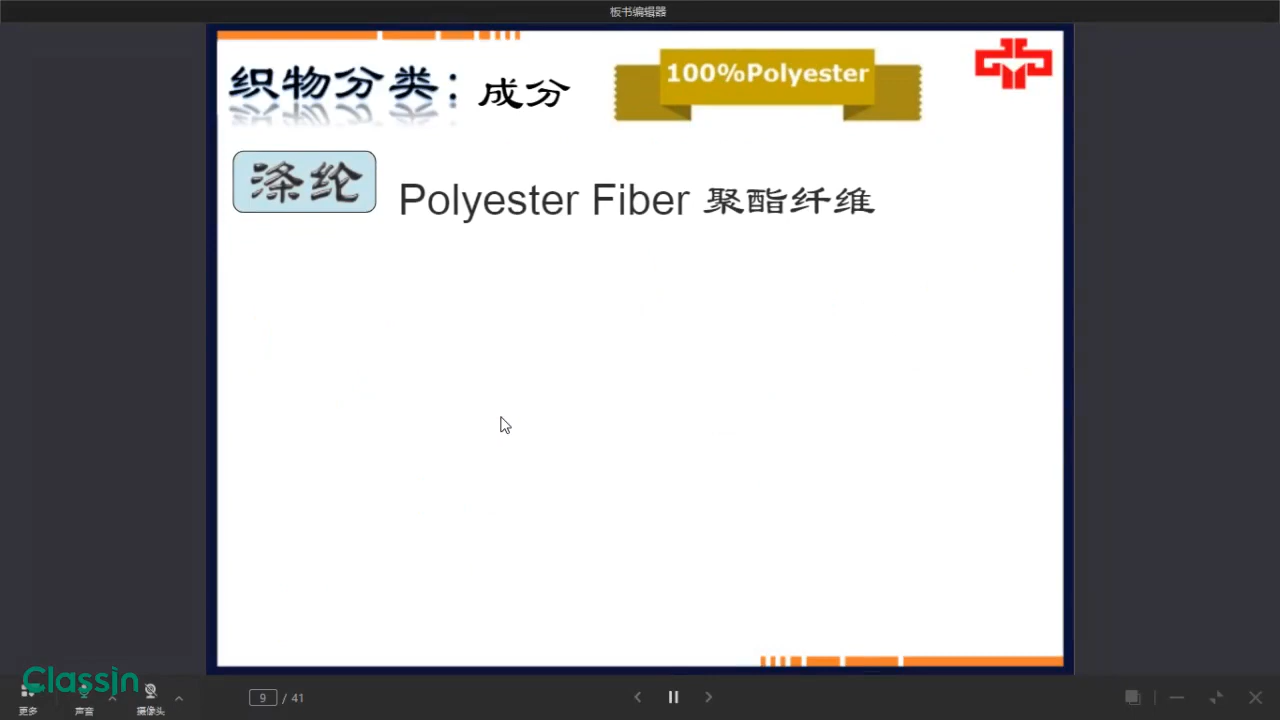 板书编辑器
织物分类：成分
100%Polyester
涤纶
Polyester Fiber 聚酯纤维
ClassIn
更多
声音
摄像头
9 / 41